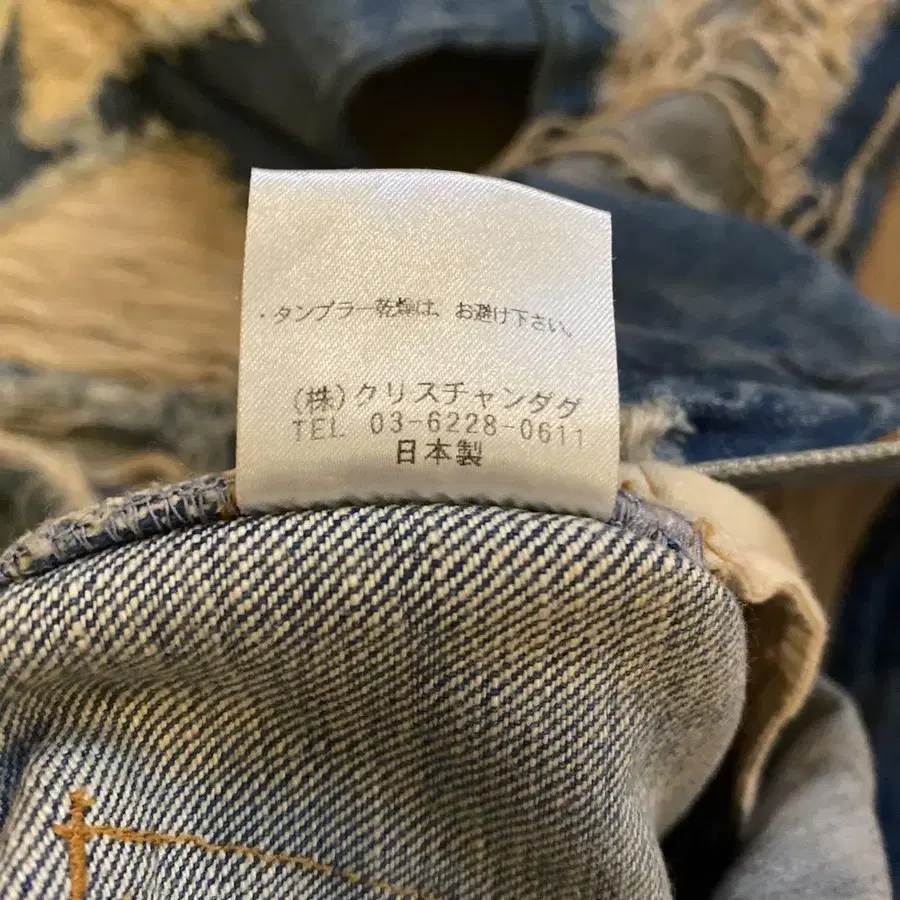 ・タンブラー乾燥は、お避け下さい。
(株)クリスチャンダダ
TEL 03-6228-0611
日本製